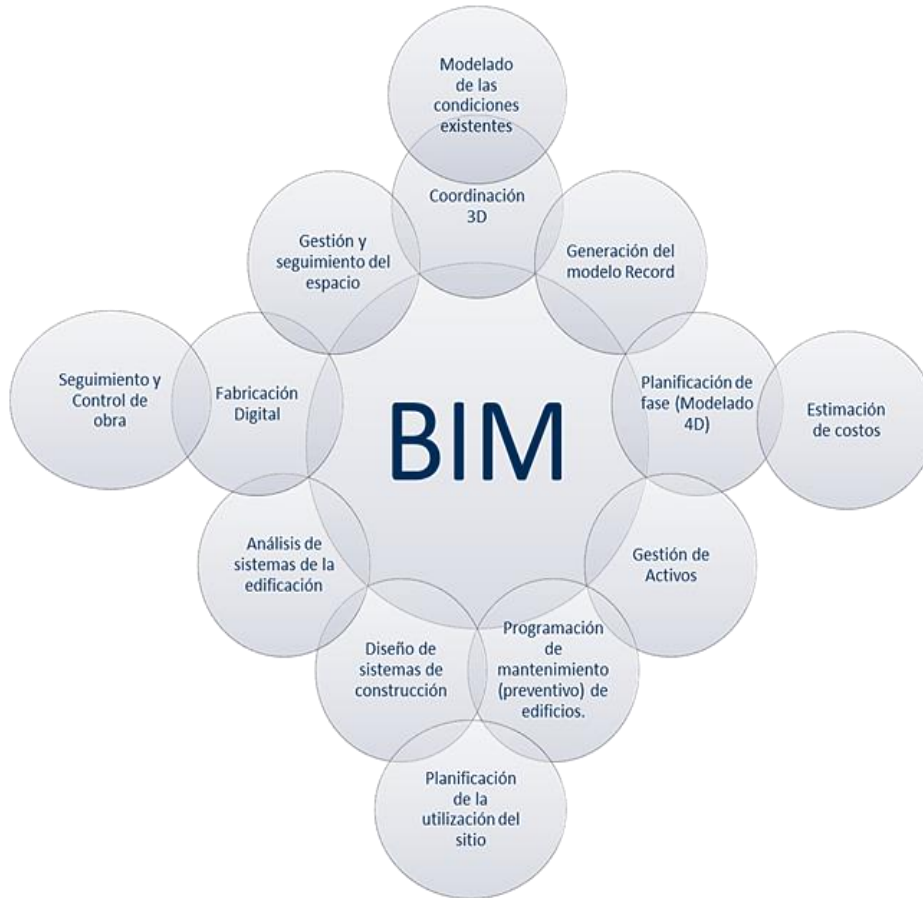 Modelado
de las
condiciones
existentes
Coordinación
3D
Gestión y
seguimiento del
espacio
Generación del
modelo Record
Seguimiento y
Control de
obra
Fabricación
Digital
BIM
Planificación de
fase (Modelado
4D)
Estimación
de costos
Análisis de
sistemas de la
edificación
Gestión de
Activos
Diseño de
sistemas de
construcción
Programación
de
mantenimiento
(preventivo) de
edificios.
Planificación
de la
utilización del
sitio